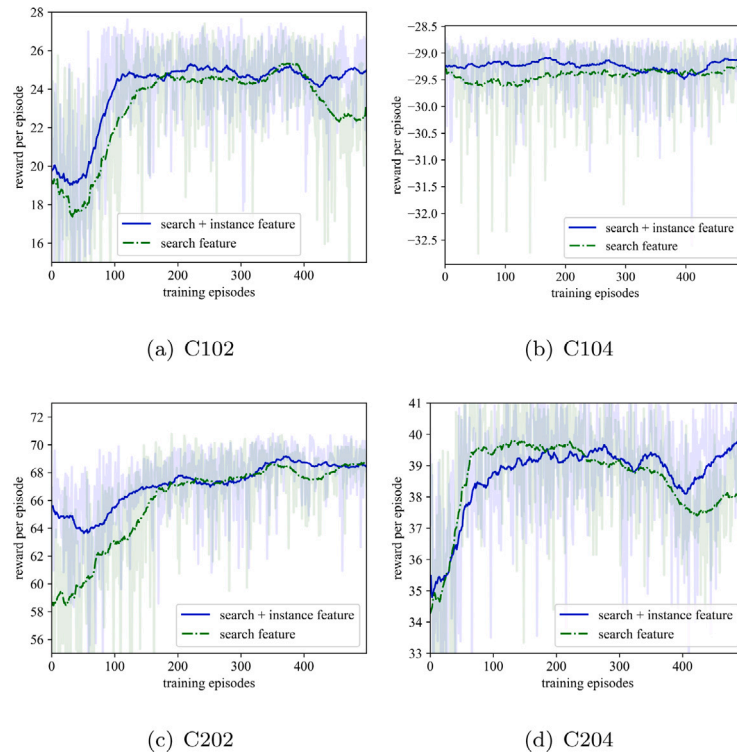 28
26
24
22
20
18
16
reward per episode
search + instance feature
search feature
0
100
200
300
400
training episodes
(a) C102
−28.5
−29.0
−29.5
−30.0
−30.5
−31.0
−31.5
−32.0
−32.5
reward per episode
search + instance feature
search feature
0
100
200
300
400
training episodes
(b) C104
72
70
68
66
64
62
60
58
56
reward per episode
search + instance feature
search feature
0
100
200
300
400
training episodes
(c) C202
41
40
39
38
37
36
35
34
33
reward per episode
search + instance feature
search feature
0
100
200
300
400
training episodes
(d) C204